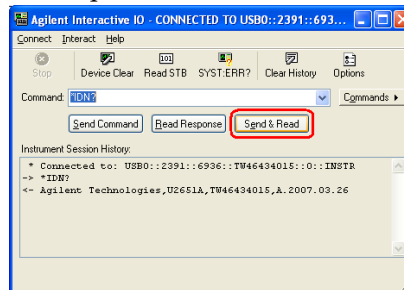 Agilent Interactive IO - CONNECTED TO USB0::2391::693...
Connect Interact Help
Stop Device Clear Read STB SYST:ERR? Clear History Options
Command: *IDN? Commands
Send Command Read Response Send & Read
Instrument Session History:
* Connected to: USB0::2391::6936::TW46434015::0::INSTR
-> *IDN?
<- Agilent Technologies,U2651A,TW46434015,A.2007.03.26